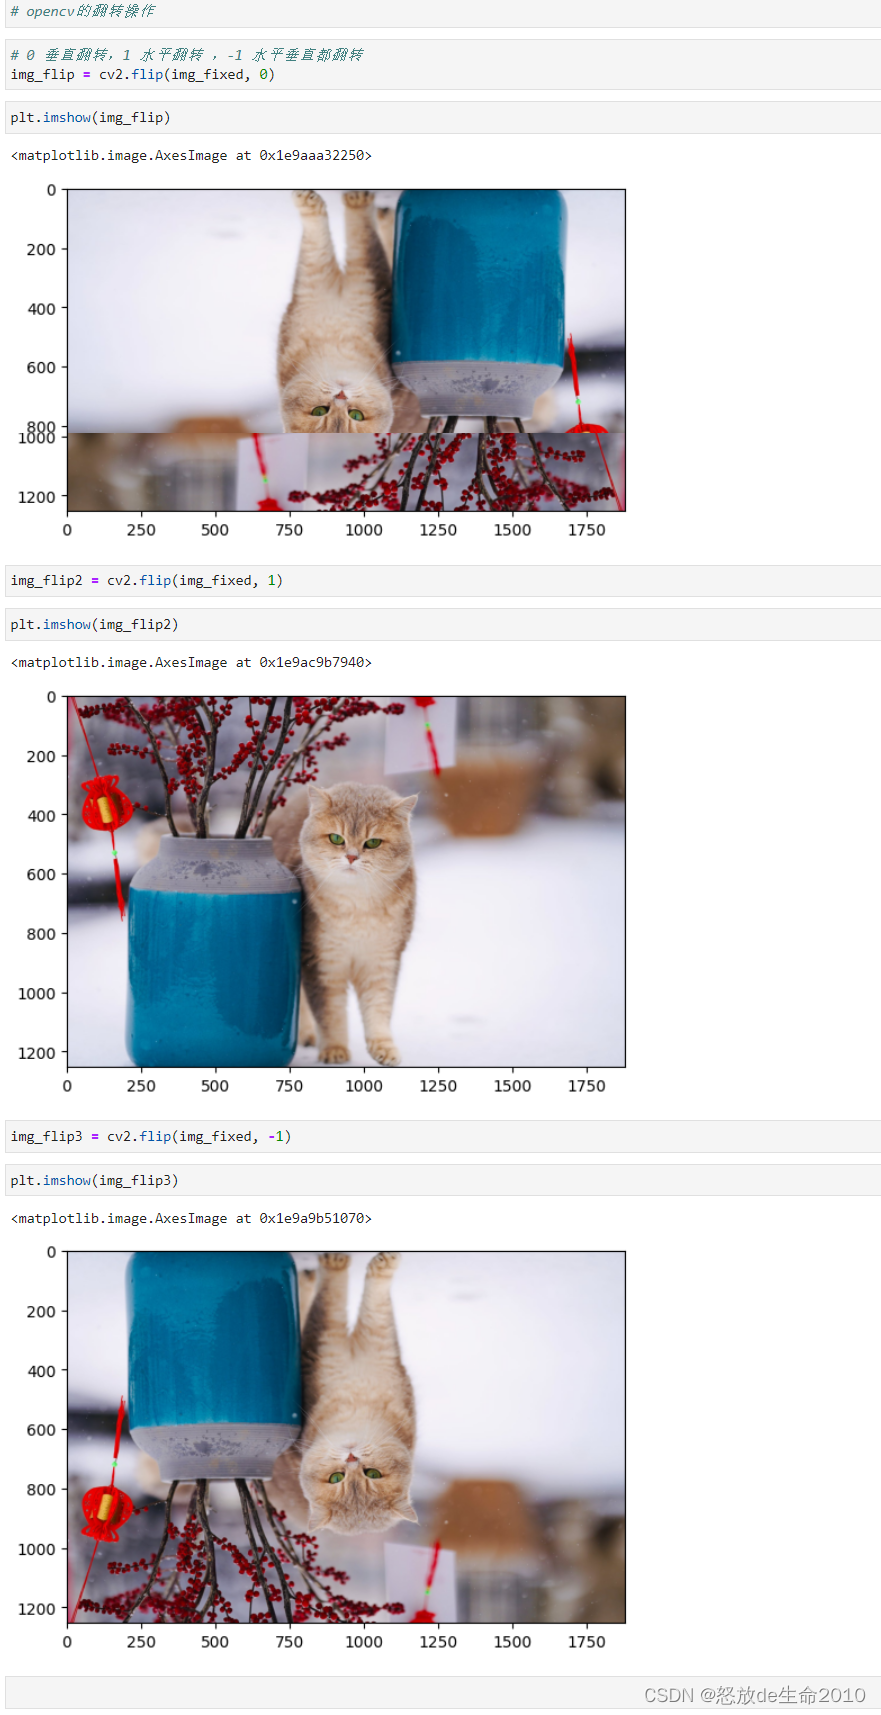 # opencv的翻转操作
# 0 垂直翻转，1 水平翻转 ，-1 水平垂直都翻转
img_flip = cv2.flip(img_fixed, 0)
plt.imshow(img_flip)
<matplotlib.image.AxesImage at 0x1e9aaa32250>
0
200
400
600
800
1000
1200
0 250 500 750 1000 1250 1500 1750
img_flip2 = cv2.flip(img_fixed, 1)
plt.imshow(img_flip2)
<matplotlib.image.AxesImage at 0x1e9ac9b7940>
0
200
400
600
800
1000
1200
0 250 500 750 1000 1250 1500 1750
img_flip3 = cv2.flip(img_fixed, -1)
plt.imshow(img_flip3)
<matplotlib.image.AxesImage at 0x1e9a9b51070>
0
200
400
600
800
1000
1200
0 250 500 750 1000 1250 1500 1750
CSDN @怒放de生命2010